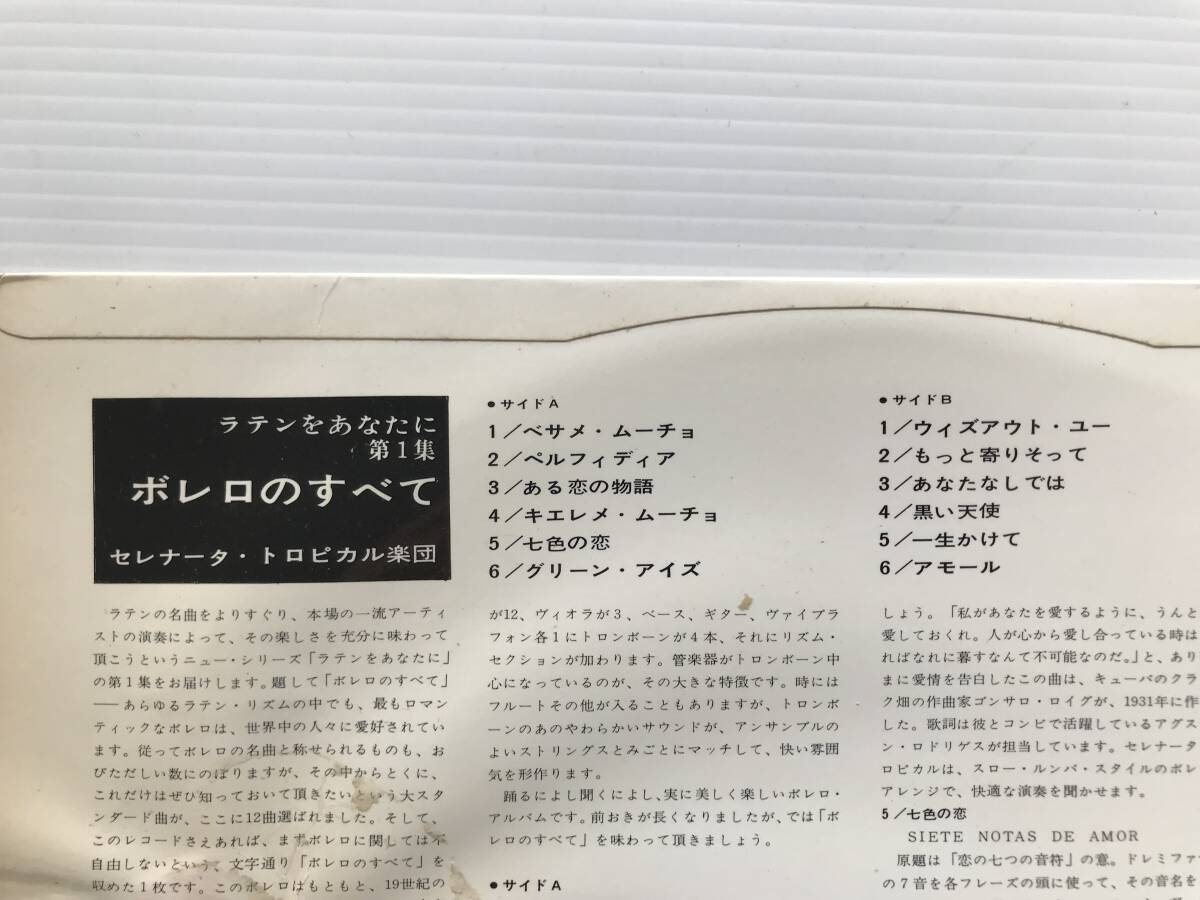 ラテンをあなたに
第1集
ボレロのすべて
セレナータ・トロピカル楽団
●サイドA
1/ベサメ・ムーチョ
2/ペルフィディア
3/ある恋の物語
4/キエレメ・ムーチョ
5/七色の恋
6/グリーン・アイズ
●サイドB
1/ウィズアウト・ユー
2/もっと寄りそって
3/あなたなしでは
4/黒い天使
5/一生かけて
6/アモール
ラテンの名曲をよりすぐり、本場の一流アーティ
ストの演奏によって、その楽しさを充分に味わって
頂こうというニュー・シリーズ「ラテンをあなたに」
の第1集をお届けします。題して「ボレロのすべて」
──あらゆるラテン・リズムの中でも、最もロマン
ティックなボレロは、世界中の人々に愛好されてい
ます。従ってボレロの名曲と称せられるものも、お
びただしい数にのぼりますが、その中からとくに、
これだけはぜひ知っておいて頂きたいという大スタ
ンダード曲が、ここに12曲選ばれました。そして、
このレコードさえあれば、まずボレロに関しては不
自由しないという、文字通り「ボレロのすべて」を
収めた1枚です。このボレロはもともと、19世紀の
が12、ヴィオラが3、ベース、ギター、ヴァイブラ
フォン各1にトロンボーンが4本、それにリズム・
セクションが加わります。管楽器がトロンボーン中
心になっているのが、その大きな特徴です。時には
フルートその他が入ることもありますが、トロンボ
ーンのあのやわらかいサウンドが、アンサンブルの
よいストリングスとみごとにマッチして、快い雰囲
気を形作ります。
踊るによし聞くによし、実に美しく楽しいボレロ・
アルバムです。前おきが長くなりましたが、では「ボ
レロのすべて」を味わって頂きましょう。
●サイドA
しょう。「私があなたを愛するように、うんと
愛しておくれ。人が心から愛し合っている時は
ればなれに暮すなんて不可能なのだ。」と、あり
まに愛情を告白したこの曲は、キューバのクラ
ク畑の作曲家ゴンサロ・ロイグが、1931年に作
した。歌詞は彼とコンビで活躍しているアグス
ン・ロドリゲスが担当しています。セレナータ
ロピカルは、スロー・ルンバ・スタイルのボレ
アレンジで、快適な演奏を聞かせます。
5/七色の恋
SIETE NOTAS DE AMOR
原題は「恋の七つの音符」の意。ドレミファ
の7音を各フレーズの頭に使って、その音名を